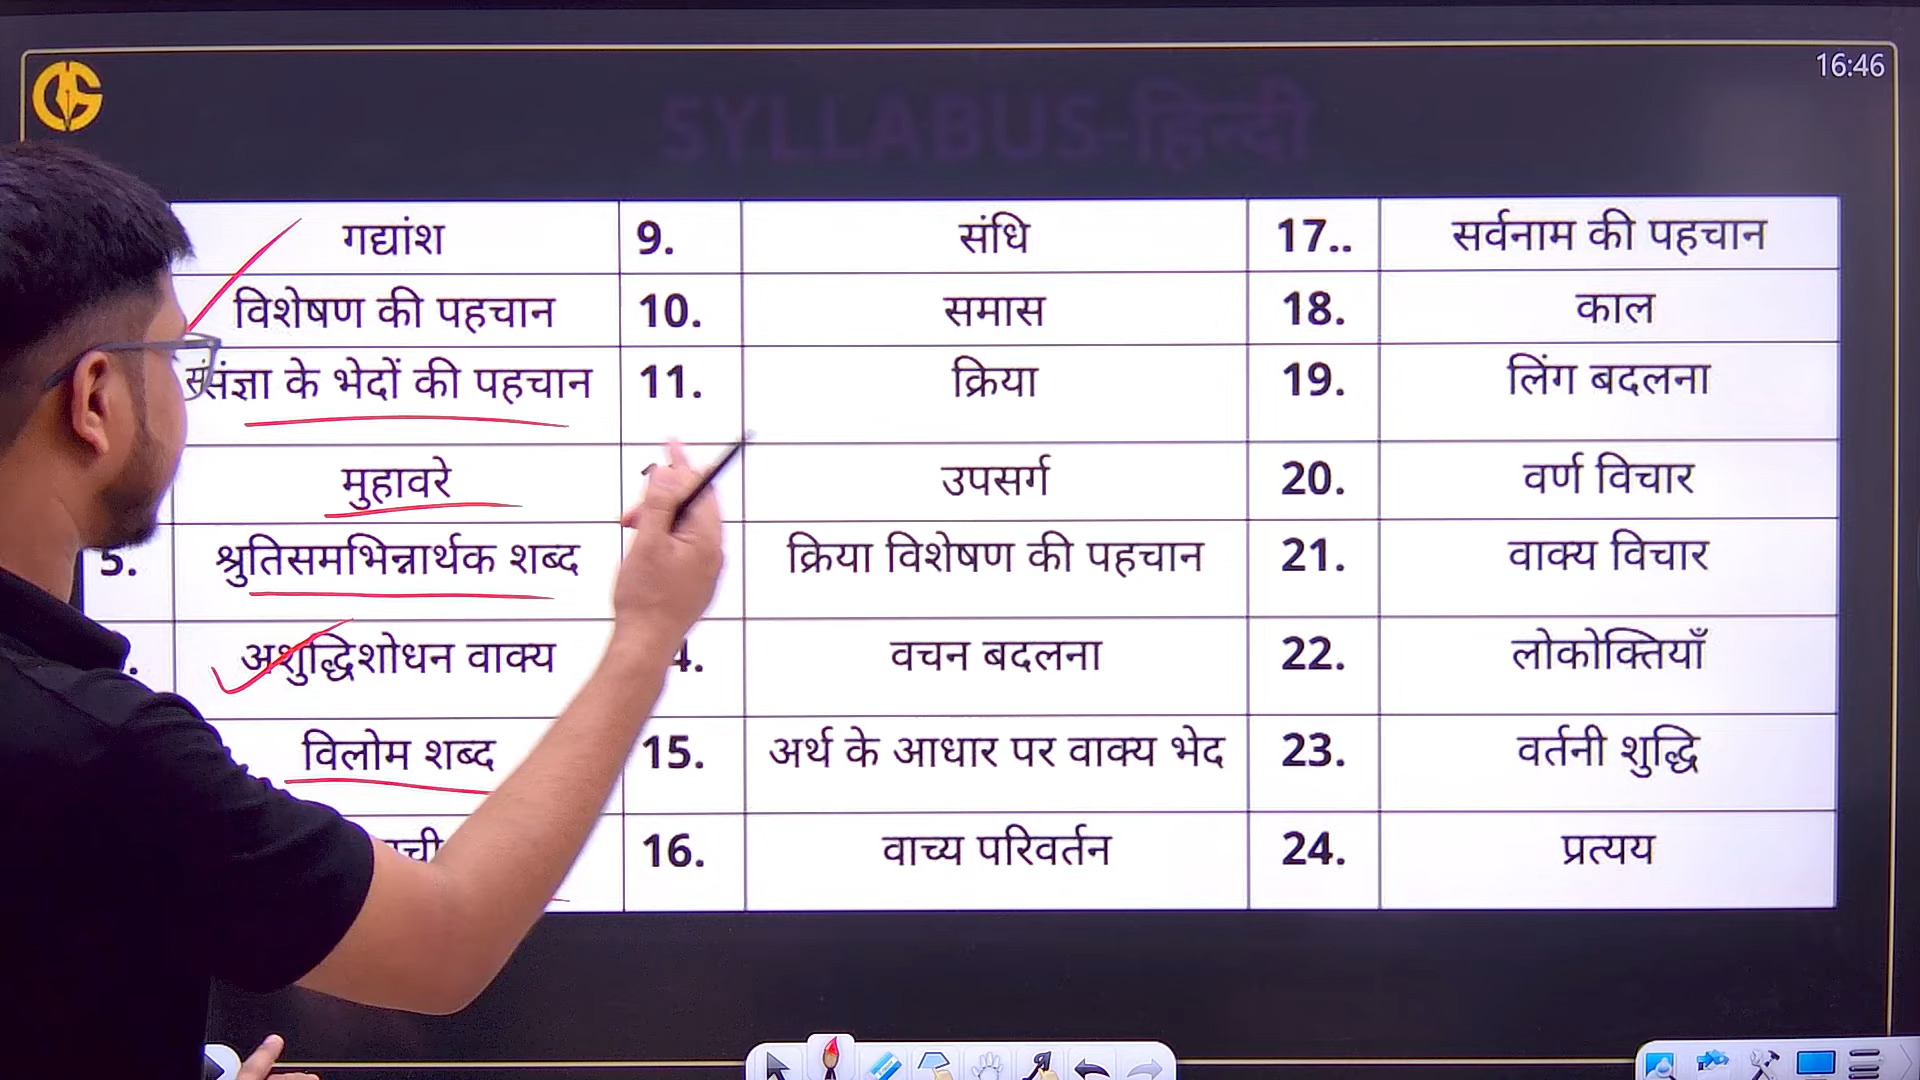 16:46
SYLLABUS-हिन्दी
गद्यांश 9. संधि 17.. सर्वनाम की पहचान
विशेषण की पहचान 10. समास 18. काल
संज्ञा के भेदों की पहचान 11. क्रिया 19. लिंग बदलना
मुहावरे उपसर्ग 20. वर्ण विचार
5. श्रुतिसमभिन्नार्थक शब्द क्रिया विशेषण की पहचान 21. वाक्य विचार
अशुद्धिशोधन वाक्य 4. वचन बदलना 22. लोकोक्तियाँ
विलोम शब्द 15. अर्थ के आधार पर वाक्य भेद 23. वर्तनी शुद्धि
16. वाच्य परिवर्तन 24. प्रत्यय